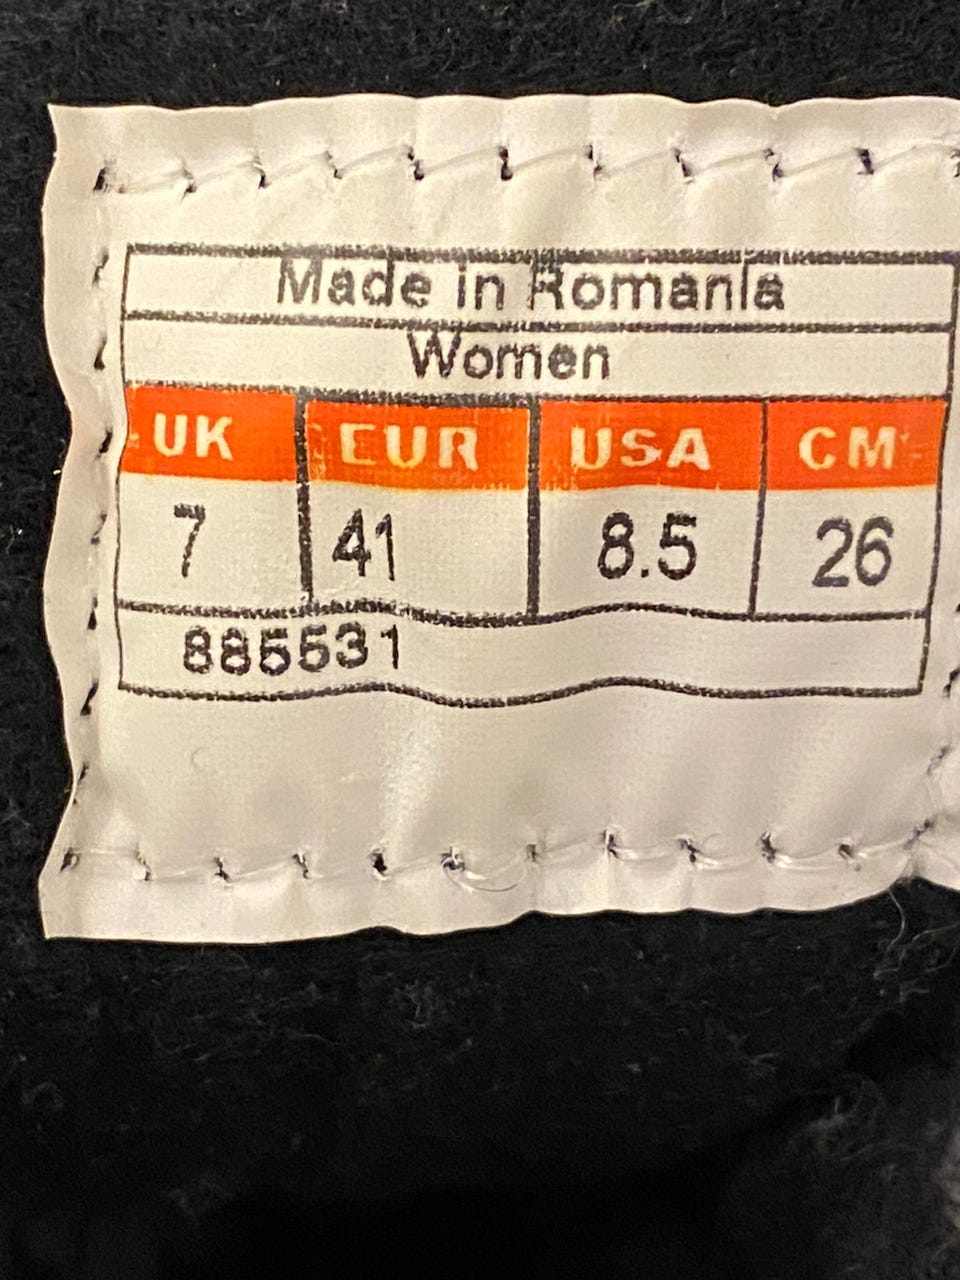 Made in Romania
Women
UK EUR USA CM
7 41 8.5 26
885531